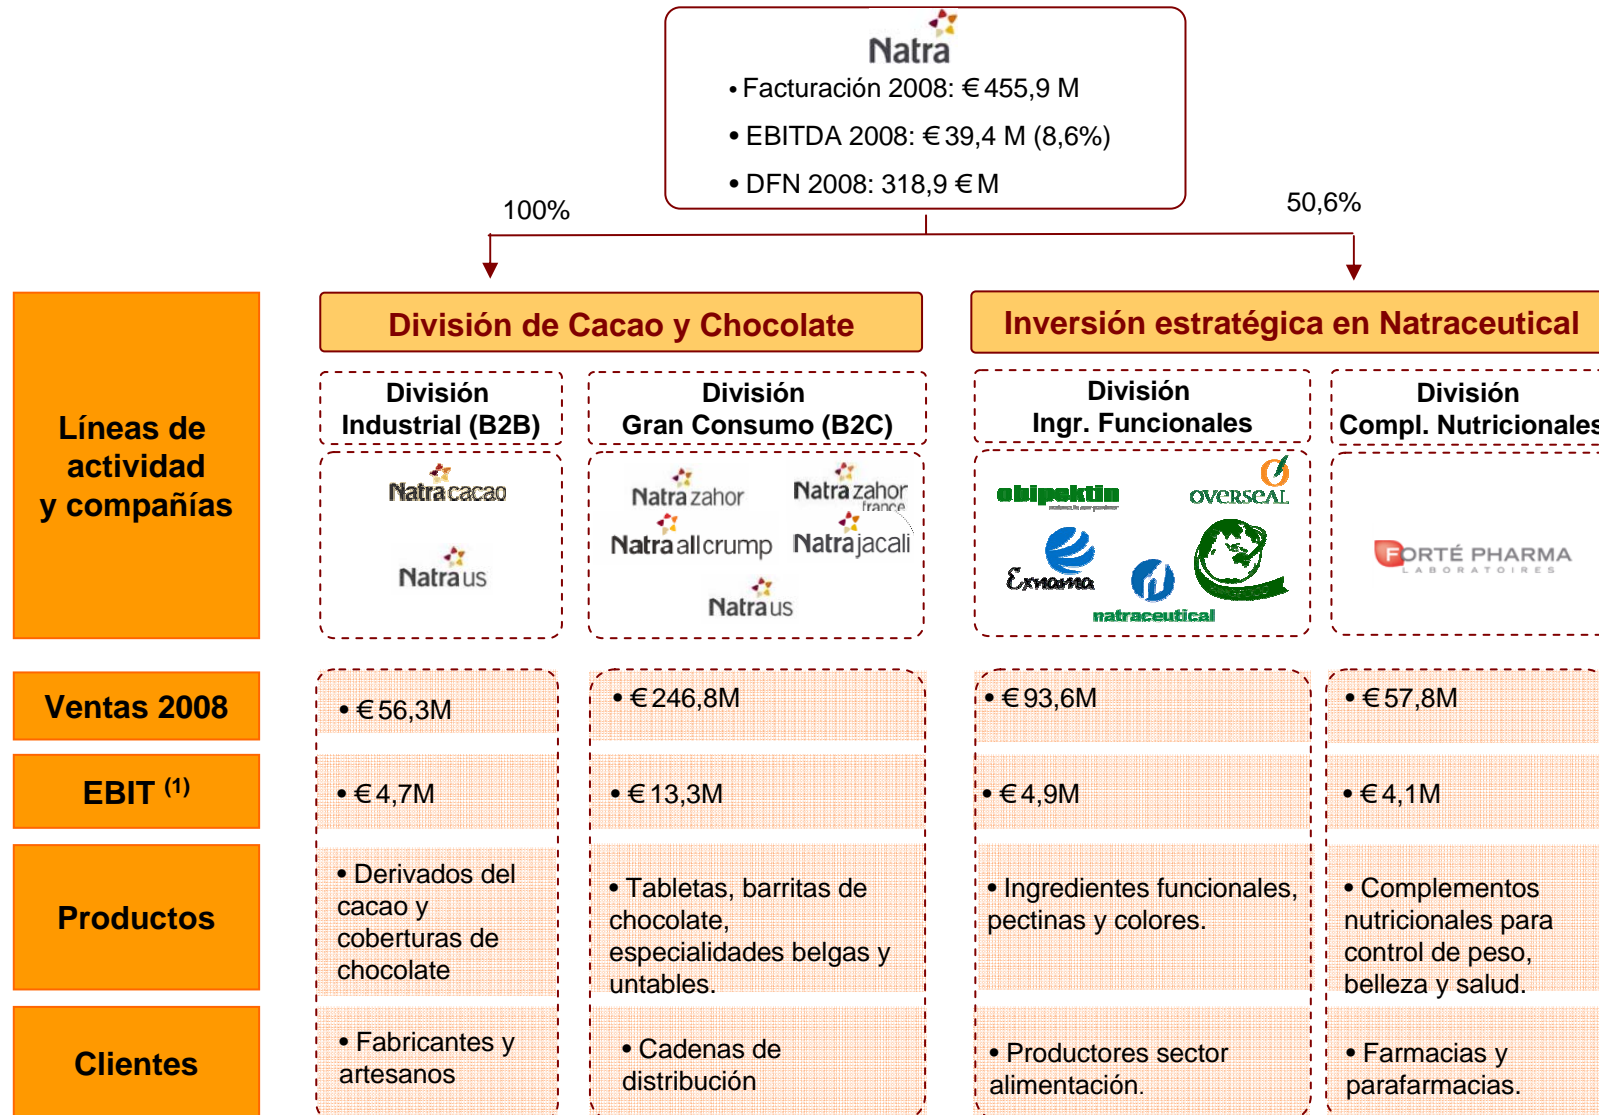 Natra
• Facturación 2008: € 455,9 M
• EBITDA 2008: € 39,4 M (8,6%)
• DFN 2008: 318,9 € M
100%
50,6%
Líneas de
actividad
y compañías
División de Cacao y Chocolate
Inversión estratégica en Natraceutical
División
Industrial (B2B)
División
Gran Consumo (B2C)
División
Ingr. Funcionales
División
Compl. Nutricionales
Natra cacao
Natra us
Natra zahor
Natra zahor
france
Natra allcrump
Natra jacali
Natra us
obipektin
OVERSEAL
Exnama
natraceutical
FORTÉ PHARMA
LABORATOIRES
Ventas 2008
• € 56,3M
• € 246,8M
• € 93,6M
• € 57,8M
EBIT (1)
• € 4,7M
• € 13,3M
• € 4,9M
• € 4,1M
Productos
• Derivados del
cacao y
coberturas de
chocolate
• Tabletas, barritas de
chocolate,
especialidades belgas y
untables.
• Ingredientes funcionales,
pectinas y colores.
• Complementos
nutricionales para
control de peso,
belleza y salud.
Clientes
• Fabricantes y
artesanos
• Cadenas de
distribución
• Productores sector
alimentación.
• Farmacias y
parafarmacias.